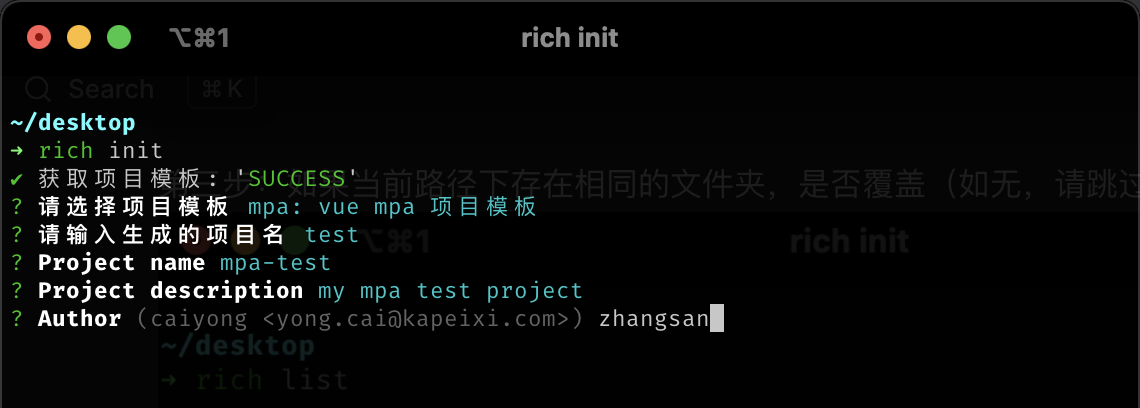 ⌥⌘1 rich init
Search ⌘ K
~/desktop
➜ rich init
✔ 获取项目模板: 'SUCCESS'
如果当前路径下存在相同的文件夹，是否覆盖（如无，请跳过
? 请选择项目模板 mpa: vue mpa 项目模板
? 请输入生成的项目名 test
⌥⌘1 rich init
? Project name mpa-test
? Project description my mpa test project
? Author (caiyong <yong.cai@kapeixi.com>) zhangsan
~/desktop
➜ rich list